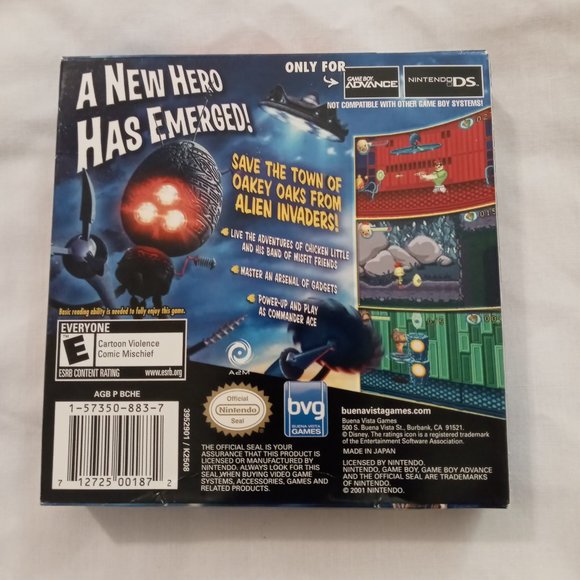 A NEW HERO
HAS EMERGED!
ONLY FOR
GAME BOY
ADVANCE
NINTENDO DS
NOT COMPATIBLE WITH OTHER GAME BOY SYSTEMS!
SAVE THE TOWN OF
OAKEY OAKS FROM
ALIEN INVADERS!
LIVE THE ADVENTURES OF CHICKEN LITTLE
AND HIS BAND OF MISFIT FRIENDS
MASTER AN ARSENAL OF GADGETS
POWER-UP AND PLAY
AS COMMANDER ACE
Basic reading ability is needed to fully enjoy this game.
EVERYONE
E
Cartoon Violence
Comic Mischief
ESRB CONTENT RATING www.esrb.org
A2M
AGB P BCHE
1-57350-883-7
7 12725 00187 2
3952901 / K2508
Official
Nintendo
Seal
bvg
BUENA VISTA
GAMES
THE OFFICIAL SEAL IS YOUR
ASSURANCE THAT THIS PRODUCT IS
LICENSED OR MANUFACTURED BY
NINTENDO. ALWAYS LOOK FOR THIS
SEAL WHEN BUYING VIDEO GAME
SYSTEMS, ACCESSORIES, GAMES AND
RELATED PRODUCTS.
buenavistagames.com
Buena Vista Games
500 S. Buena Vista St., Burbank, CA 91521.
© Disney. The ratings icon is a registered trademark
of the Entertainment Software Association.
MADE IN JAPAN
LICENSED BY NINTENDO.
NINTENDO, GAME BOY, GAME BOY ADVANCE
AND THE OFFICIAL SEAL ARE TRADEMARKS
OF NINTENDO.
© 2001 NINTENDO.